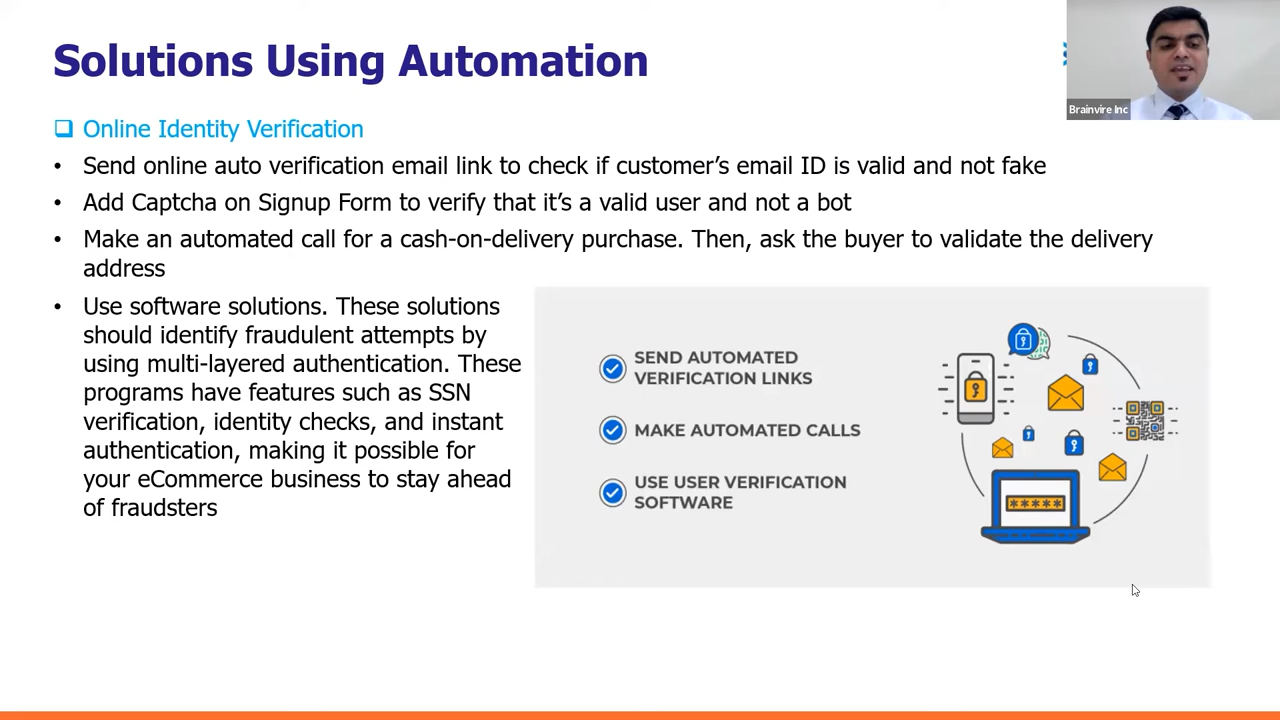 Solutions Using Automation
Brainvire Inc
❑ Online Identity Verification
• Send online auto verification email link to check if customer’s email ID is valid and not fake
• Add Captcha on Signup Form to verify that it’s a valid user and not a bot
• Make an automated call for a cash-on-delivery purchase. Then, ask the buyer to validate the delivery
address
• Use software solutions. These solutions
should identify fraudulent attempts by
using multi-layered authentication. These
programs have features such as SSN
verification, identity checks, and instant
authentication, making it possible for
your eCommerce business to stay ahead
of fraudsters
SEND AUTOMATED
VERIFICATION LINKS
MAKE AUTOMATED CALLS
USE USER VERIFICATION
SOFTWARE
*****